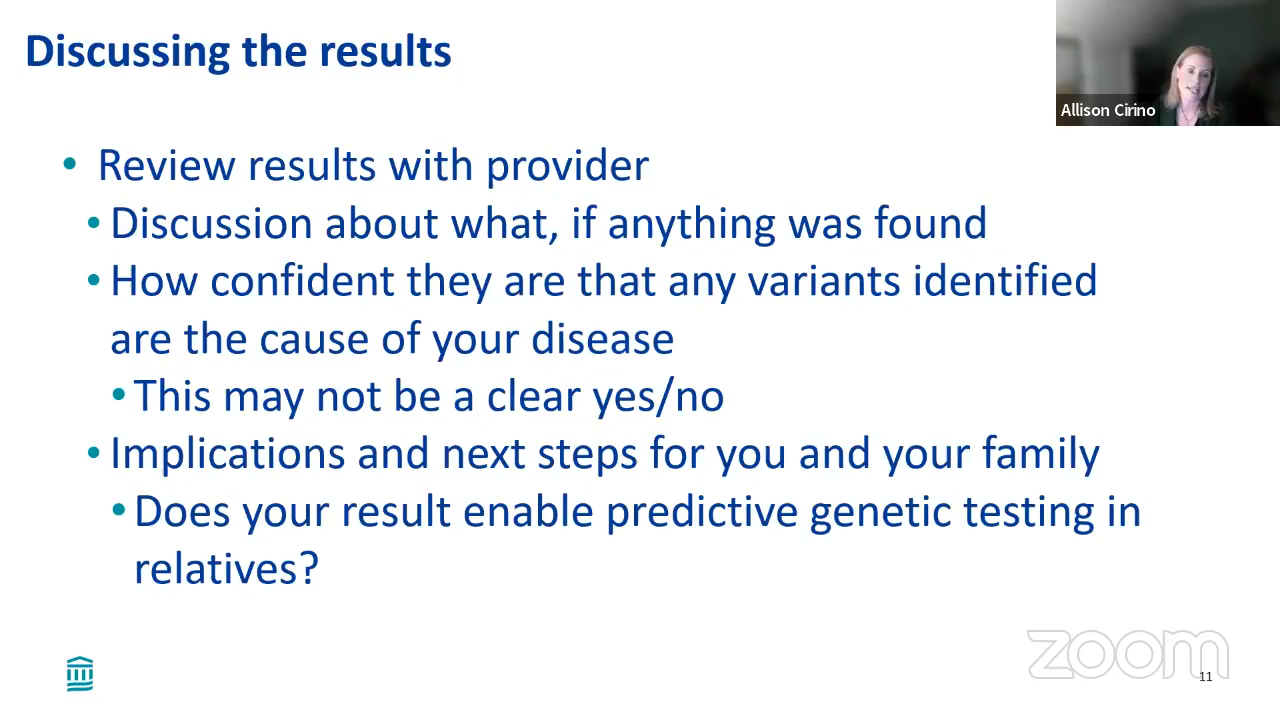 Discussing the results
Allison Cirino
• Review results with provider
• Discussion about what, if anything was found
• How confident they are that any variants identified
are the cause of your disease
• This may not be a clear yes/no
• Implications and next steps for you and your family
• Does your result enable predictive genetic testing in
relatives?
zoom
11